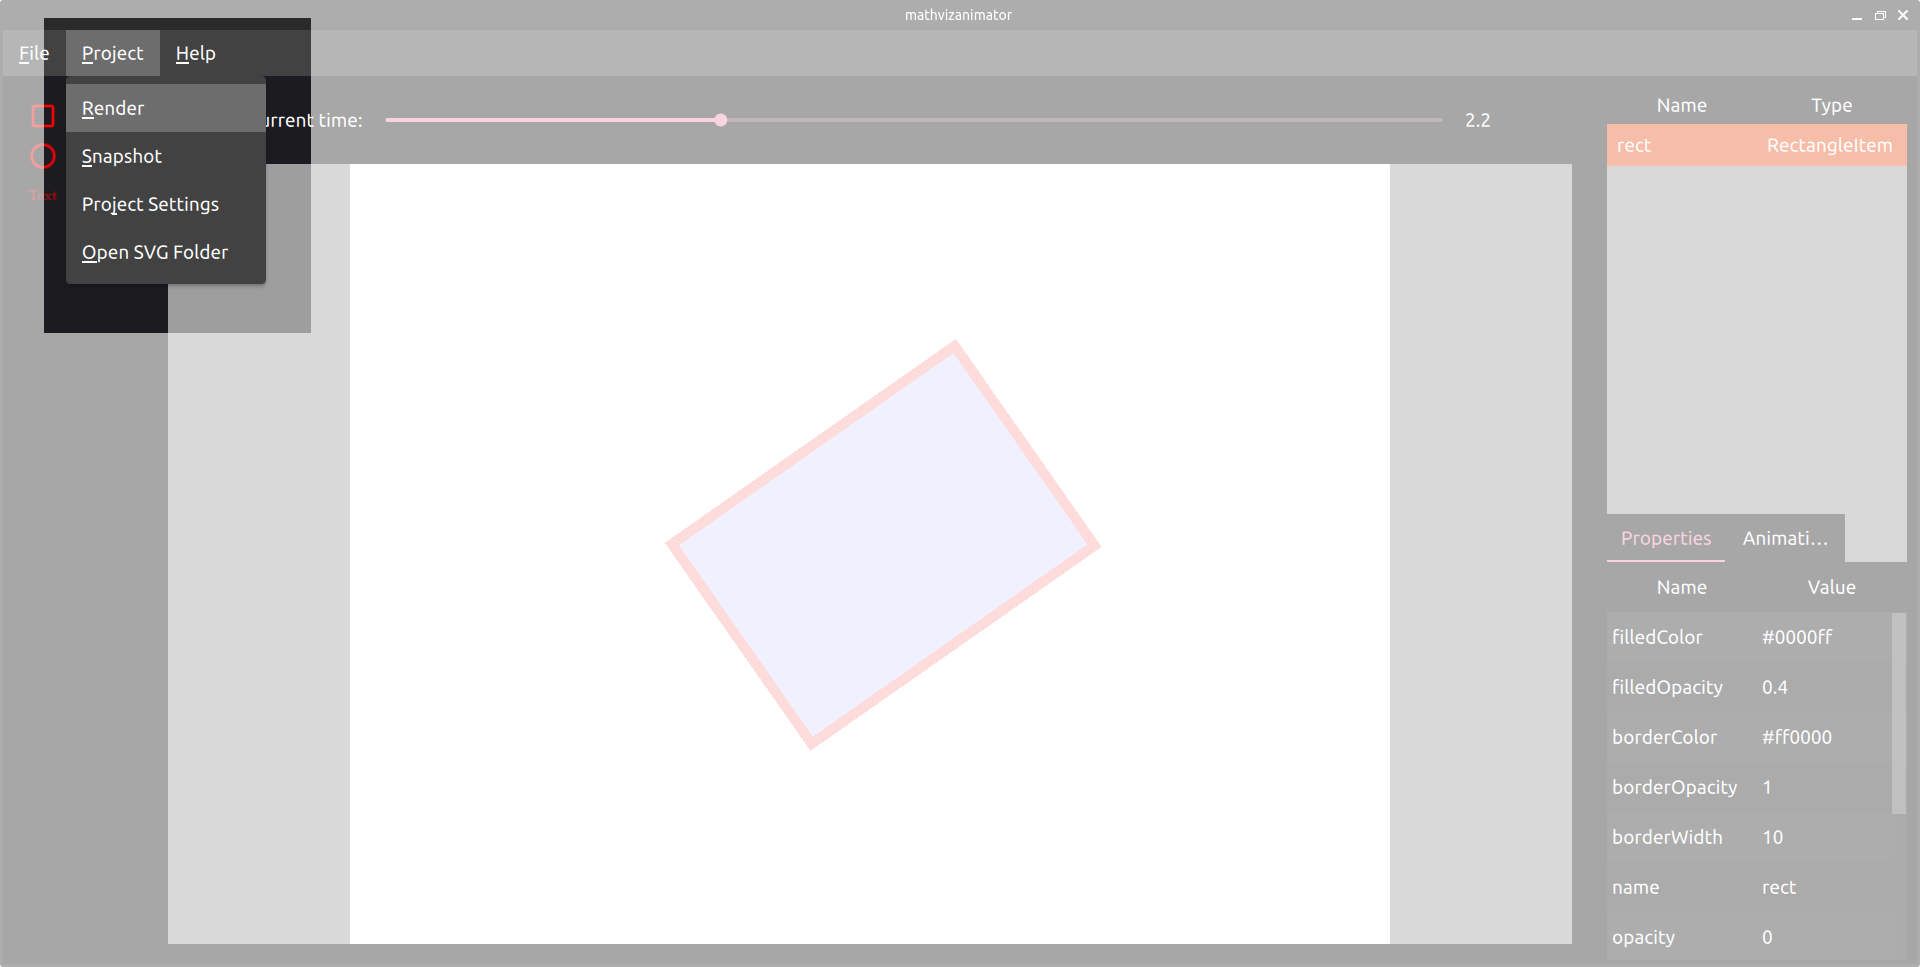 mathvizanimator
File Project Help
Render
Snapshot
Project Settings
Open SVG Folder
Text
urrent time: 2.2
Name Type
rect RectangleItem
Properties Animati…
Name Value
filledColor #0000ff
filledOpacity 0.4
borderColor #ff0000
borderOpacity 1
borderWidth 10
name rect
opacity 0